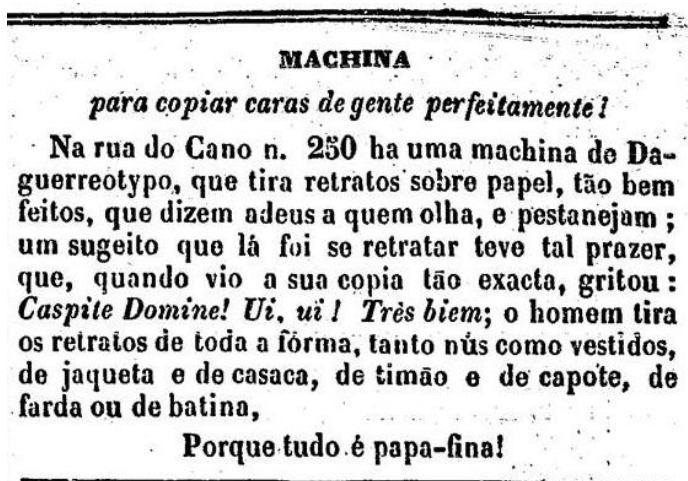 MACHINA
para copiar caras de gente perfeitamente!
Na rua do Cano n. 250 ha uma machina de Da-
guerreotypo, que tira retratos sobre papel, tão bem
feitos, que dizem adeus a quem olha, e pestanejam ;
um sugeito que lá foi se retratar teve tal prazer,
que, quando vio a sua copia tão exacta, gritou :
Caspite Domine! Ui, ui ! Très biem; o homem tira
os retratos de toda a fórma, tanto nús como vestidos,
de jaqueta e de casaca, de timão e de capote, de
farda ou de batina,
Porque tudo é papa-fina!